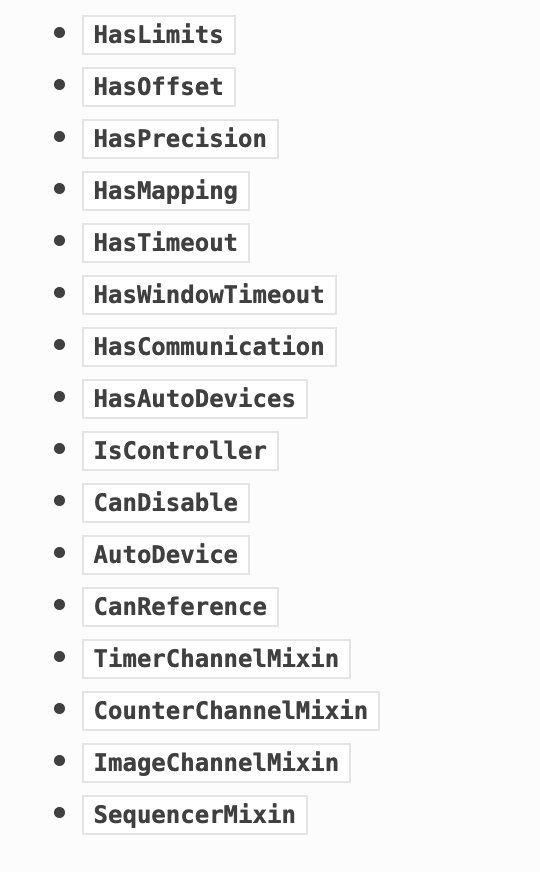 HasLimits
HasOffset
HasPrecision
HasMapping
HasTimeout
HasWindowTimeout
HasCommunication
HasAutoDevices
IsController
CanDisable
AutoDevice
CanReference
TimerChannelMixin
CounterChannelMixin
ImageChannelMixin
SequencerMixin